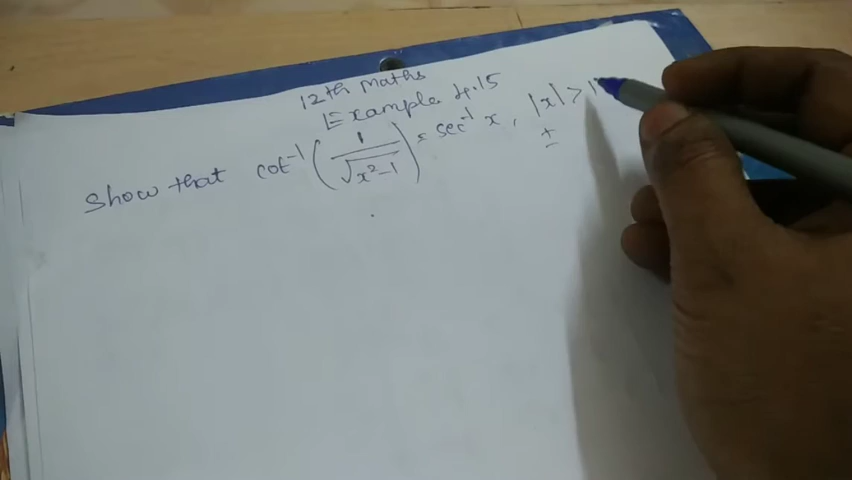 12th Maths
Example 4.15
Show that cot⁻¹ (1/√(x²-1)) = sec⁻¹ x, |x| > 1
±